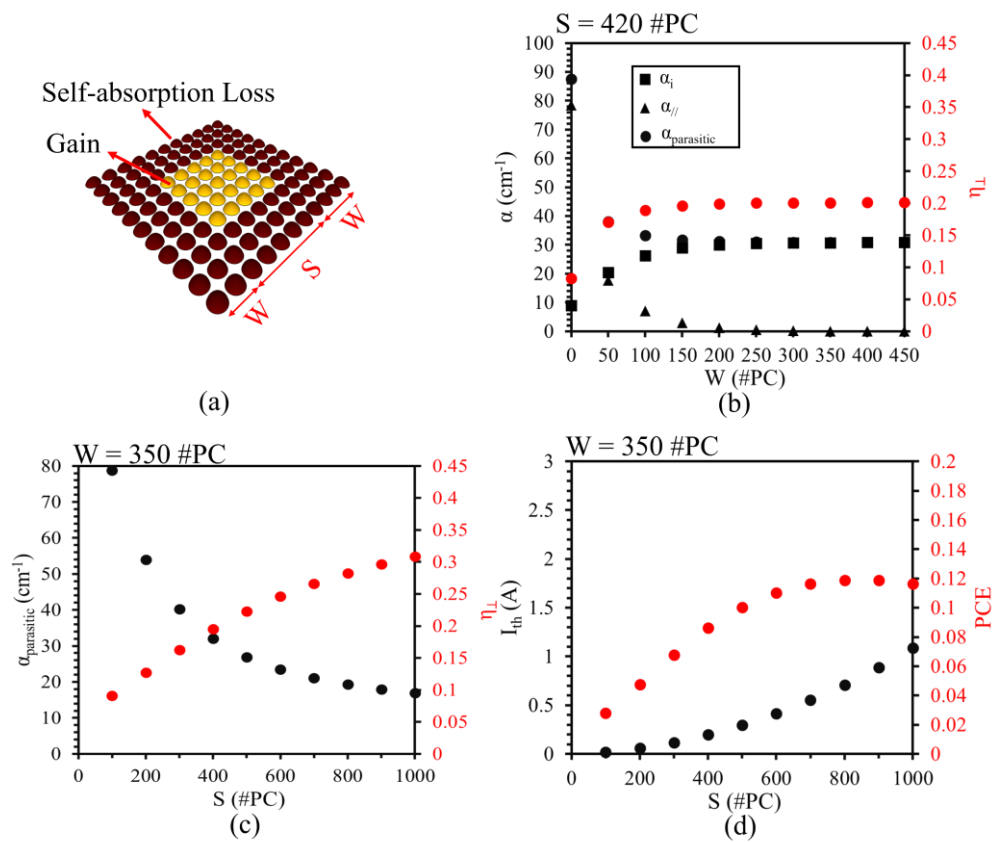 S = 420 #PC
Self-absorption Loss
Gain
W
S
W
(a)
100
90
80
70
60
50
40
30
20
10
0
α (cm⁻¹)
αᵢ
α//
αparasitic
0.45
0.4
0.35
0.3
0.25
0.2
0.15
0.1
0.05
0
η⊥
0 50 100 150 200 250 300 350 400 450
W (#PC)
(b)
W = 350 #PC
80
70
60
50
40
30
20
10
0
αparasitic (cm⁻¹)
0.45
0.4
0.35
0.3
0.25
0.2
0.15
0.1
0.05
0
η⊥
0 200 400 600 800 1000
S (#PC)
(c)
W = 350 #PC
3
2.5
2
1.5
1
0.5
0
Ith (A)
0.2
0.18
0.16
0.14
0.12
0.1
0.08
0.06
0.04
0.02
0
PCE
0 200 400 600 800 1000
S (#PC)
(d)